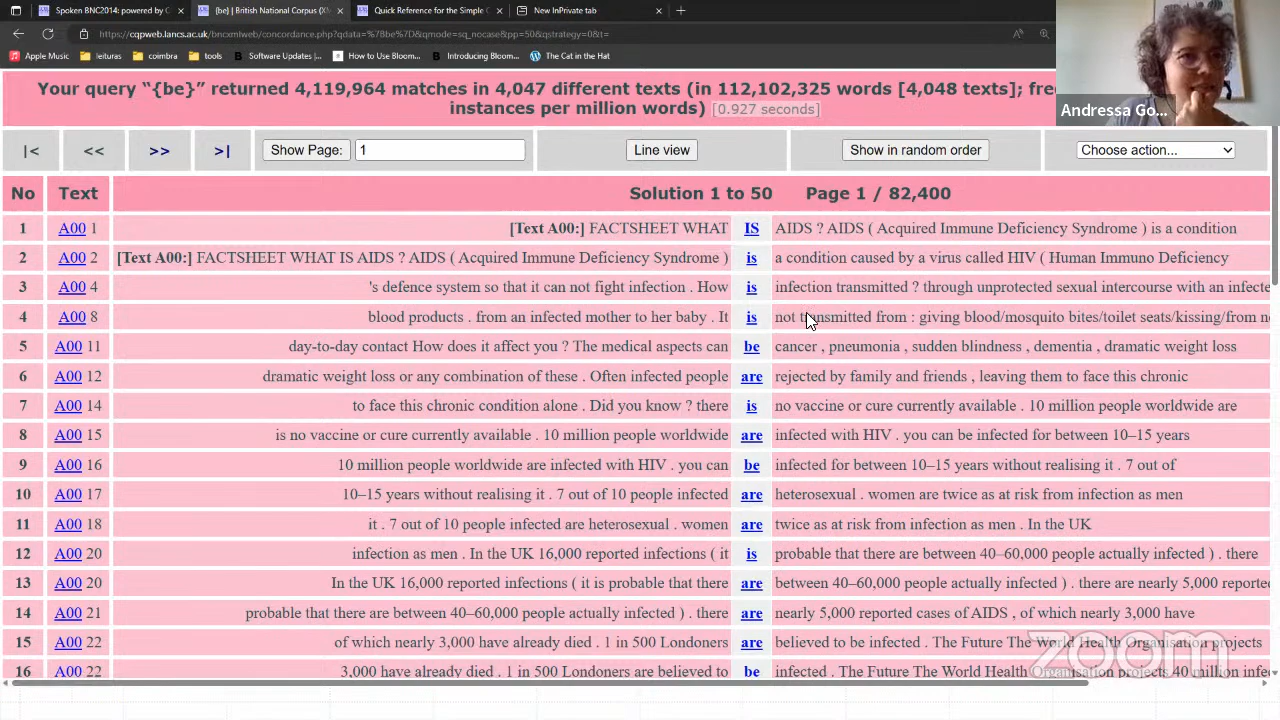 Spoken BNC2014: powered by C
{be} | British National Corpus (XM
Quick Reference for the Simple Q
New InPrivate tab
https://cqpweb.lancs.ac.uk/bncxmlweb/concordance.php?qdata=%7Bbe%7D&qmode=sq_nocase&pp=50&qstrategy=0&t=
Apple Music leituras coimbra tools Software Updates |... How to Use Bloom... Introducing Bloom... The Cat in the Hat
Your query “{be}” returned 4,119,964 matches in 4,047 different texts (in 112,102,325 words [4,048 texts]; fre
instances per million words) [0.927 seconds]
Andressa Go...
|< << >> >| Show Page: 1 Line view Show in random order Choose action...
No Text Solution 1 to 50 Page 1 / 82,400
1 A00 1 [Text A00:] FACTSHEET WHAT IS AIDS ? AIDS ( Acquired Immune Deficiency Syndrome ) is a condition
2 A00 2 [Text A00:] FACTSHEET WHAT IS AIDS ? AIDS ( Acquired Immune Deficiency Syndrome ) is a condition caused by a virus called HIV ( Human Immuno Deficiency
3 A00 4 's defence system so that it can not fight infection . How is infection transmitted ? through unprotected sexual intercourse with an infecte
4 A00 8 blood products . from an infected mother to her baby . It is not transmitted from : giving blood/mosquito bites/toilet seats/kissing/from n
5 A00 11 day-to-day contact How does it affect you ? The medical aspects can be cancer , pneumonia , sudden blindness , dementia , dramatic weight loss
6 A00 12 dramatic weight loss or any combination of these . Often infected people are rejected by family and friends , leaving them to face this chronic
7 A00 14 to face this chronic condition alone . Did you know ? there is no vaccine or cure currently available . 10 million people worldwide are
8 A00 15 is no vaccine or cure currently available . 10 million people worldwide are infected with HIV . you can be infected for between 10–15 years
9 A00 16 10 million people worldwide are infected with HIV . you can be infected for between 10–15 years without realising it . 7 out of
10 A00 17 10–15 years without realising it . 7 out of 10 people infected are heterosexual . women are twice as at risk from infection as men
11 A00 18 it . 7 out of 10 people infected are heterosexual . women are twice as at risk from infection as men . In the UK
12 A00 20 infection as men . In the UK 16,000 reported infections ( it is probable that there are between 40–60,000 people actually infected ) . there
13 A00 20 In the UK 16,000 reported infections ( it is probable that there are between 40–60,000 people actually infected ) . there are nearly 5,000 reporte
14 A00 21 probable that there are between 40–60,000 people actually infected ) . there are nearly 5,000 reported cases of AIDS , of which nearly 3,000 have
15 A00 22 of which nearly 3,000 have already died . 1 in 500 Londoners are believed to be infected . The Future The World Health Organisation projects
16 A00 22 3,000 have already died . 1 in 500 Londoners are believed to be infected . The Future The World Health Organisation projects 40 million infe
zoom